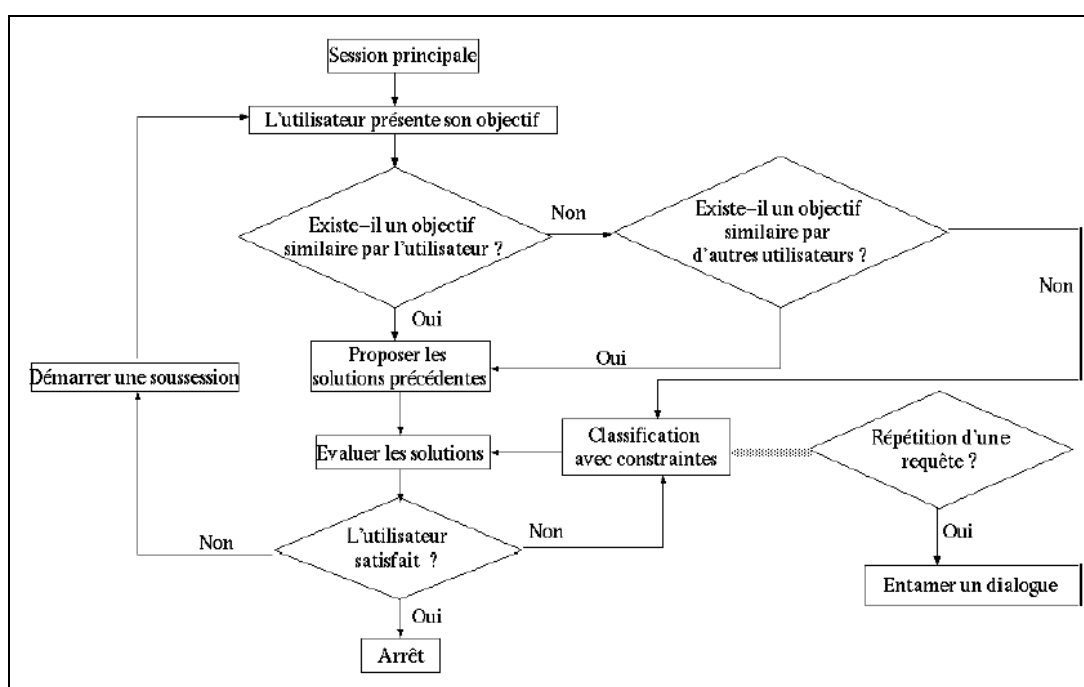 Session principale
L'utilisateur présente son objectif
Existe–il un objectif
similaire par l'utilisateur ?
Non
Existe–il un objectif
similaire par
d'autres utilisateurs ?
Non
Oui
Proposer les
solutions précédentes
Oui
Démarrer une soussession
Evaluer les solutions
Classification
avec constraintes
Répétition d'une
requête ?
L'utilisateur
satisfait ?
Non
Non
Oui
Entamer un dialogue
Oui
Arrêt